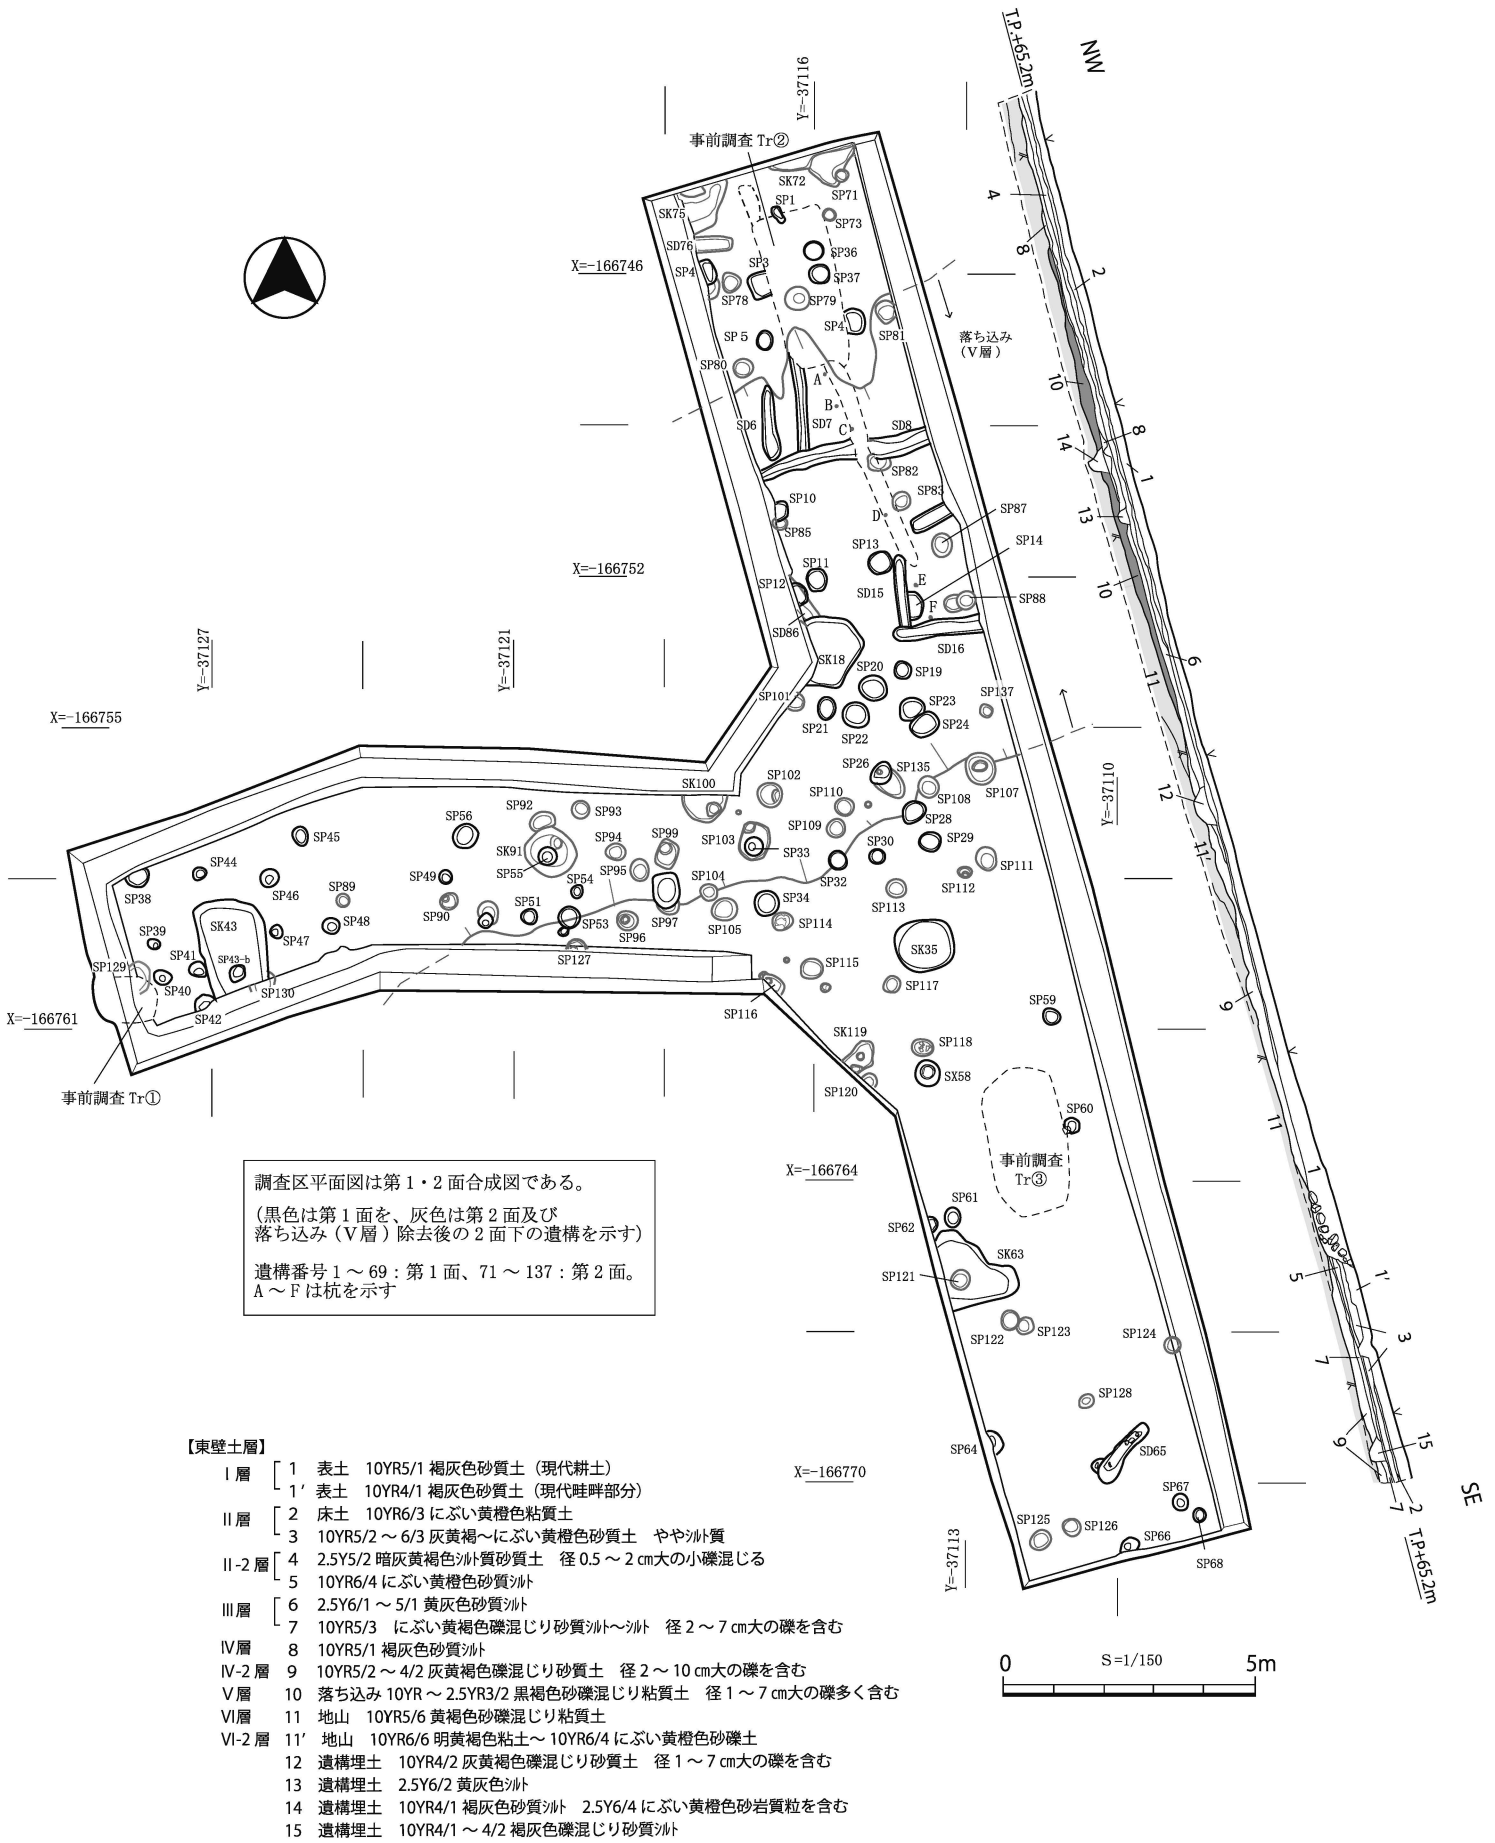 T.P.+65.2m
NW
Y=-37116
事前調査 Tr②
SK72
SP71
SK75
SP1
SP73
SD76
SP36
X=-166746
SP4
SP3
SP37
SP78
SP79
SP4
SP81
SP５
落ち込み
（Ⅴ層）
SP80
A
B
SD6
SD7
C
SD8
SP82
SP10
SP83
SP85
D
SP87
SP13
SP14
X=-166752
SP11
SP12
E
SD15
SP88
F
SD86
SD16
SK18
SP20
SP19
SP101
SP23
SP137
SP21
SP22
SP24
Y=-37127
Y=-37121
X=-166755
SP26
SP135
SK100
SP102
SP110
SP108
SP107
Y=-37110
SP92
SP93
SP56
SP109
SP28
SP45
SP94
SP99
SP103
SP33
SP30
SP29
SK91
SP44
SP55
SP95
SP111
SP49
SP54
SP104
SP32
SP112
SP38
SP46
SP89
SP90
SP51
SP34
SP113
SP39
SK43
SP47
SP48
SP53
SP96
SP97
SP105
SP114
SK35
SP127
SP129
SP41
SP43-b
SP115
SP40
SP130
SP117
X=-166761
SP42
SP116
SP59
SK119
SP118
事前調査 Tr①
SP120
SX58
SP60
X=-166764
事前調査
Tr③
SP61
SP62
SK63
SP121
SP122
SP123
SP124
SP128
SP64
SD65
X=-166770
SP67
SP125
SP126
SP66
SP68
Y=-37113
4
8
2
10
8
14
1
13
10
6
11
12
11′
9
11
1
5
1′
3
7
9
15
7
2
SE
T.P+65.2m
調査区平面図は第１・２面合成図である。
（黒色は第１面を、灰色は第２面及び
落ち込み（Ⅴ層）除去後の２面下の遺構を示す）
遺構番号１～69：第１面、71～137：第２面。
A～Fは杭を示す
【東壁土層】
Ⅰ層 1 表土 10YR5/1 褐灰色砂質土（現代耕土）
1′ 表土 10YR4/1 褐灰色砂質土（現代畦畔部分）
Ⅱ層 2 床土 10YR6/3 にぶい黄橙色粘質土
3 10YR5/2～6/3 灰黄褐～にぶい黄橙色砂質土 ややｼﾙﾄ質
Ⅱ-2層 4 2.5Y5/2 暗灰黄褐色ｼﾙﾄ質砂質土 径0.5～2㎝大の小礫混じる
5 10YR6/4 にぶい黄橙色砂質ｼﾙﾄ
Ⅲ層 6 2.5Y6/1～5/1 黄灰色砂質ｼﾙﾄ
7 10YR5/3 にぶい黄褐色礫混じり砂質ｼﾙﾄ～ｼﾙﾄ 径2～7㎝大の礫を含む
Ⅳ層 8 10YR5/1 褐灰色砂質ｼﾙﾄ
Ⅳ-2層 9 10YR5/2～4/2 灰黄褐色礫混じり砂質土 径2～10㎝大の礫を含む
Ⅴ層 10 落ち込み 10YR～2.5YR3/2 黒褐色砂礫混じり粘質土 径1～7㎝大の礫多く含む
Ⅵ層 11 地山 10YR5/6 黄褐色砂礫混じり粘質土
Ⅵ-2層 11′ 地山 10YR6/6 明黄褐色粘土～10YR6/4 にぶい黄橙色砂礫土
12 遺構埋土 10YR4/2 灰黄褐色礫混じり砂質土 径1～7㎝大の礫を含む
13 遺構埋土 2.5Y6/2 黄灰色ｼﾙﾄ
14 遺構埋土 10YR4/1 褐灰色砂質ｼﾙﾄ 2.5Y6/4 にぶい黄橙色砂岩質粒を含む
15 遺構埋土 10YR4/1～4/2 褐灰色礫混じり砂質ｼﾙﾄ
0 S=1/150 5m